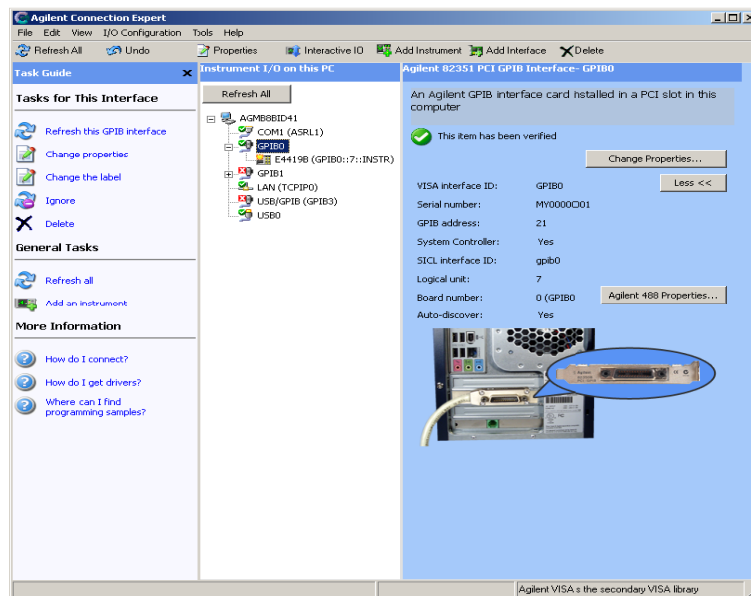 Agilent Connection Expert
File Edit View I/O Configuration Tools Help
Refresh All Undo Properties Interactive IO Add Instrument Add Interface Delete
Task Guide
Tasks for This Interface
Refresh this GPIB interface
Change properties
Change the label
Ignore
Delete
General Tasks
Refresh all
Add an instrument
More Information
How do I connect?
How do I get drivers?
Where can I find
programming samples?
Instrument I/O on this PC
Refresh All
AGMB8BID41
COM1 (ASRL1)
GPIB0
E4419B (GPIB0::7::INSTR)
GPIB1
LAN (TCPIP0)
USB/GPIB (GPIB3)
USB0
Agilent 82351 PCI GPIB Interface- GPIB0
An Agilent GPIB interface card nstalled in a PCI slot in this
computer
This item has been verified
Change Properties...
Less <<
VISA interface ID: GPIB0
Serial number:
GPIB address: 21
System Controller: Yes
SICL interface ID: gpib0
Logical unit: 7
Board number: 0 (GPIB0
Agilent 488 Properties...
Auto-discover: Yes
Agilent VISA s the secondary VISA library